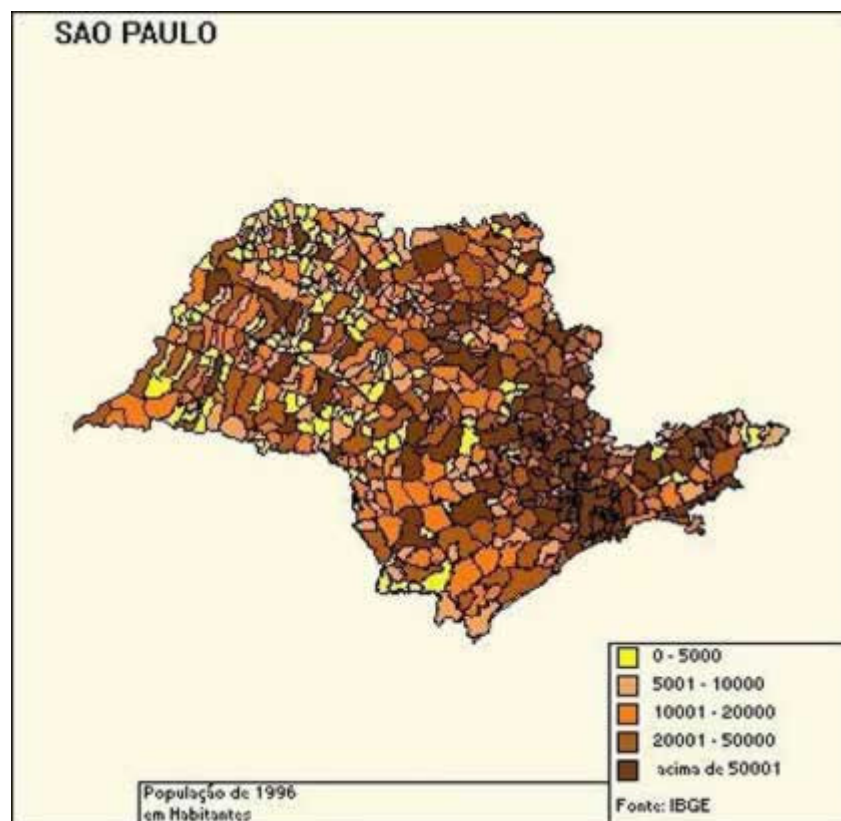 SAO PAULO
0 - 5000
5001 - 10000
10001 - 20000
20001 - 50000
acima de 50001
População de 1996
em Habitantes
Fonte: IBGE